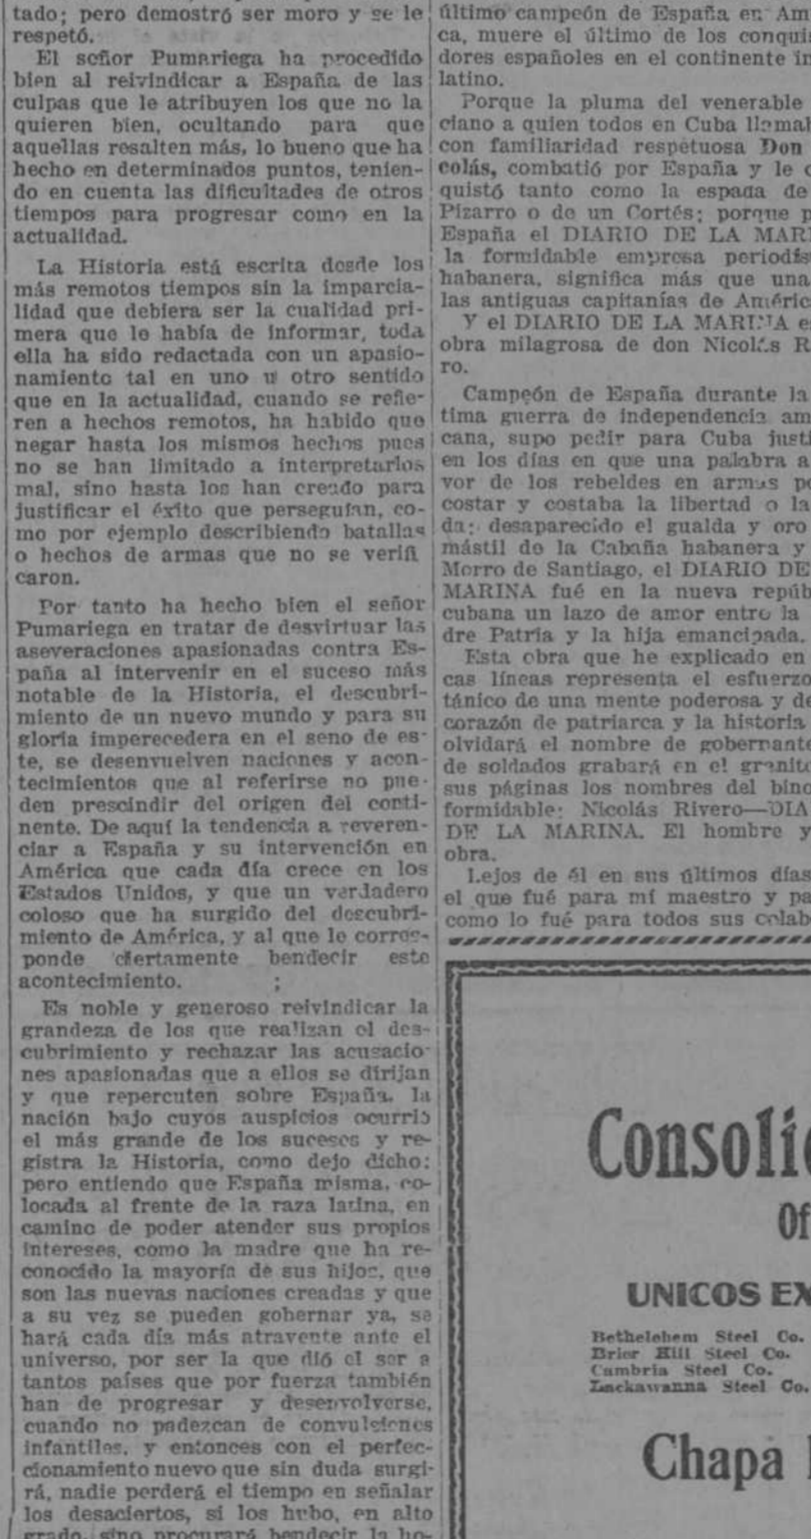 tado; pero demostró ser moro y se le
respetó.
El señor Pumariega ha procedido
bien al reivindicar a España de las
culpas que le atribuyen los que no la
quieren bien, ocultando para que
aquellas resalten más, lo bueno que ha
hecho en determinados puntos, tenien-
do en cuenta las dificultades de otros
tiempos para progresar como en la
actualidad.
La Historia está escrita desde los
más remotos tiempos sin la imparcia-
lidad que debiera ser la cualidad pri-
mera que le había de informar, toda
ella ha sido redactada con un apasio-
namiento tal en uno u otro sentido
que en la actualidad, cuando se refie-
ren a hechos remotos, ha habido que
negar hasta los mismos hechos pues
no se han limitado a interpretarlos
mal, sino hasta los han creado para
justificar el éxito que perseguían, co-
mo por ejemplo describiendo batallas
o hechos de armas que no se verifi
caron.
Por tanto ha hecho bien el señor
Pumariega en tratar de desvirtuar las
aseveraciones apasionadas contra Es-
paña al intervenir en el suceso más
notable de la Historia, el descubri-
miento de un nuevo mundo y para su
gloria imperecedera en el seno de es-
te, se desenvuelven naciones y acon-
tecimientos que al referirse no pue-
den prescindir del origen del conti-
nente. De aquí la tendencia a reveren-
ciar a España y su intervención en
América que cada día crece en los
Estados Unidos, y que un verdadero
coloso que ha surgido del descubri-
miento de América, y al que le corres-
ponde ciertamente bendecir este
acontecimiento. ;
Es noble y generoso reivindicar la
grandeza de los que realizan el des-
cubrimiento y rechazar las acusacio-
nes apasionadas que a ellos se dirijan
y que repercuten sobre España, la
nación bajo cuyos auspicios ocurrió
el más grande de los sucesos y re-
gistra la Historia, como dejo dicho:
pero entiendo que España misma, co-
locada al frente de la raza latina, en
camino de poder atender sus propios
intereses, como la madre que ha re-
conocido la mayoría de sus hijos, que
son las nuevas naciones creadas y que
a su vez se pueden gobernar ya, se
hará cada día más atrayente ante el
universo, por ser la que dió el ser a
tantos países que por fuerza también
han de progresar y desenvolverse,
cuando no padezcan de convulsiones
infantiles, y entonces con el perfec-
cionamiento nuevo que sin duda surgi-
rá, nadie perderá el tiempo en señalar
los desaciertos, si los hubo, en alto
grado, sino procurará bendecir la ho-
último campeón de España en Am
ca, muere el último de los conqui
dores españoles en el continente
latino.
Porque la pluma del venerable
ciano a quien todos en Cuba llamab
con familiaridad respetuosa Don
colás, combatió por España y le
quistó tanto como la espada de
Pizarro o de un Cortés; porque
España el DIARIO DE LA MAR
la formidable empresa periodís
habanera, significa más que una
las antiguas capitanías de América
Y el DIARIO DE LA MARINA e
obra milagrosa de don Nicolás R
ro.
Campeón de España durante la
tima guerra de independencia am
cana, supo pedir para Cuba justi
en los días en que una palabra a
vor de los rebeldes en armas p
costar y costaba la libertad o la
da; desaparecido el gualda y oro
mástil de la Cabaña habanera y
Morro de Santiago, el DIARIO DE
MARINA fué en la nueva repúb
cubana un lazo de amor entre la
dre Patria y la hija emancipada.
Esta obra que he explicado en
cas líneas representa el esfuerzo
tánico de una mente poderosa y de
corazón de patriarca y la historia
olvidará el nombre de gobernante
de soldados grabará en el granito
sus páginas los nombres del bino
formidable: Nicolás Rivero—DIA
DE LA MARINA. El hombre y
obra.
Lejos de él en sus últimos días
el que fué para mí maestro y pa
como lo fué para todos sus colab
Consoli
Of
UNICOS EX
Bethelehem Steel Co.
Brier Hill Steel Co.
Cambria Steel Co.
Lackawanna Steel Co.
Chapa